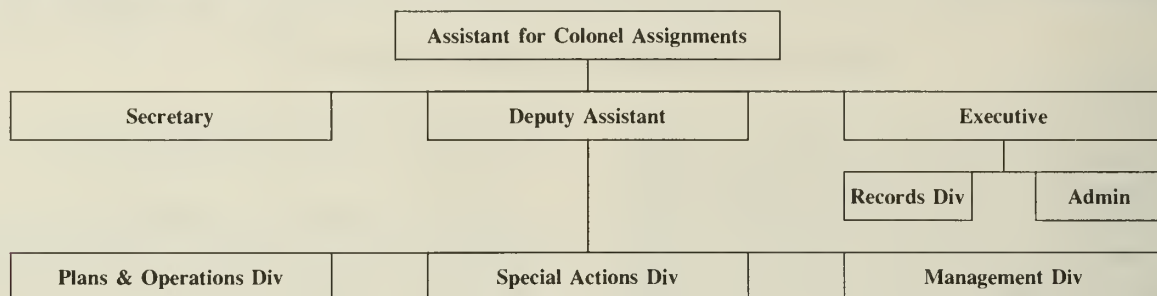 Assistant for Colonel Assignments
Secretary
Deputy Assistant
Executive
Records Div
Admin
Plans & Operations Div
Special Actions Div
Management Div